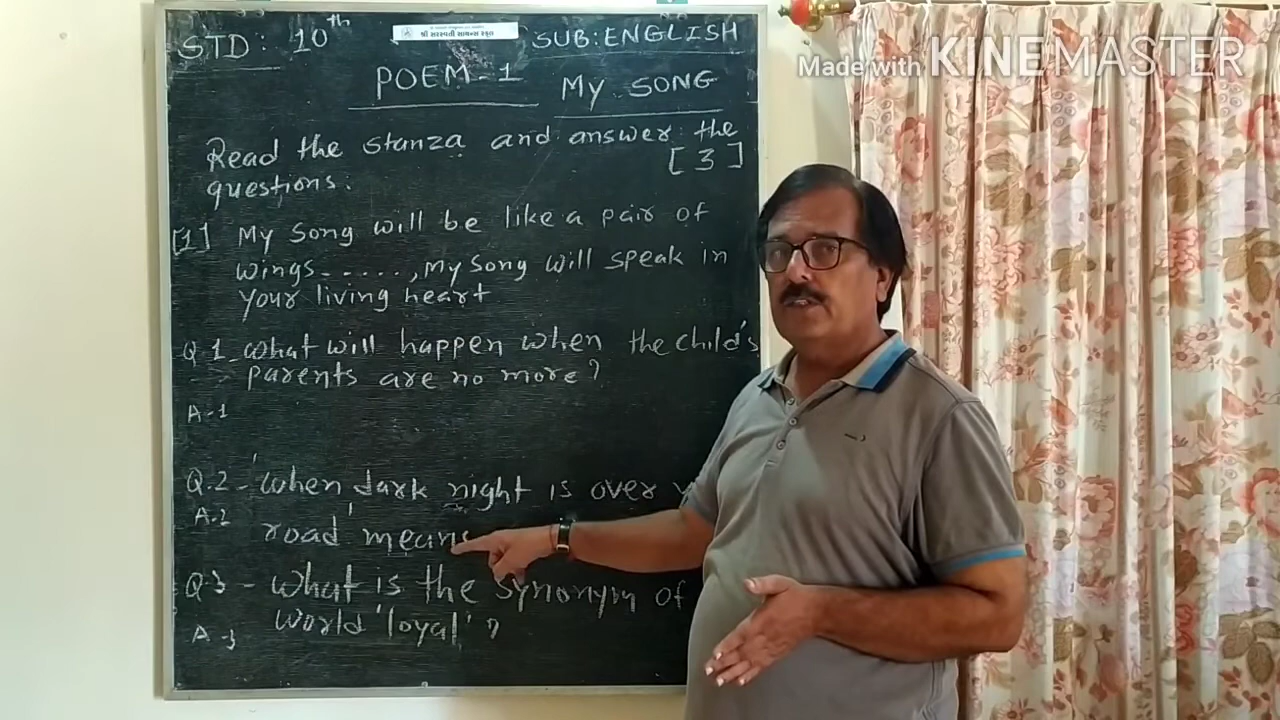 STD: 10th
શ્રી સરસ્વતી સાયન્સ સ્કૂલ
SUB: ENGLISH
POEM-1 My SONG
Read the stanza and answer the
questions. [3]
[1] My song will be like a pair of
wings-....., My song will speak in
your living heart
Q 1- What will happen when the child's
parents are no more?
A-1
Q.2 - 'When dark night is over
A.2
road' means
Q 3 - What is the synonym of
world 'loyal' ?
A-3
Made with KINEMASTER